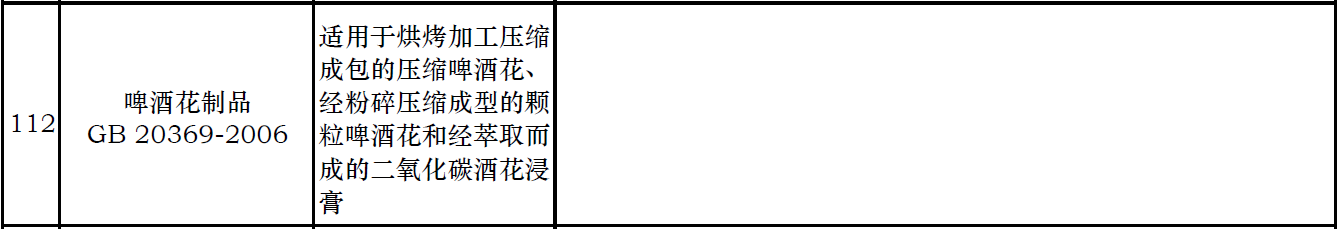 112
啤酒花制品
GB 20369-2006
适用于烘烤加工压缩
成包的压缩啤酒花、
经粉碎压缩成型的颗
粒啤酒花和经萃取而
成的二氧化碳酒花浸
膏